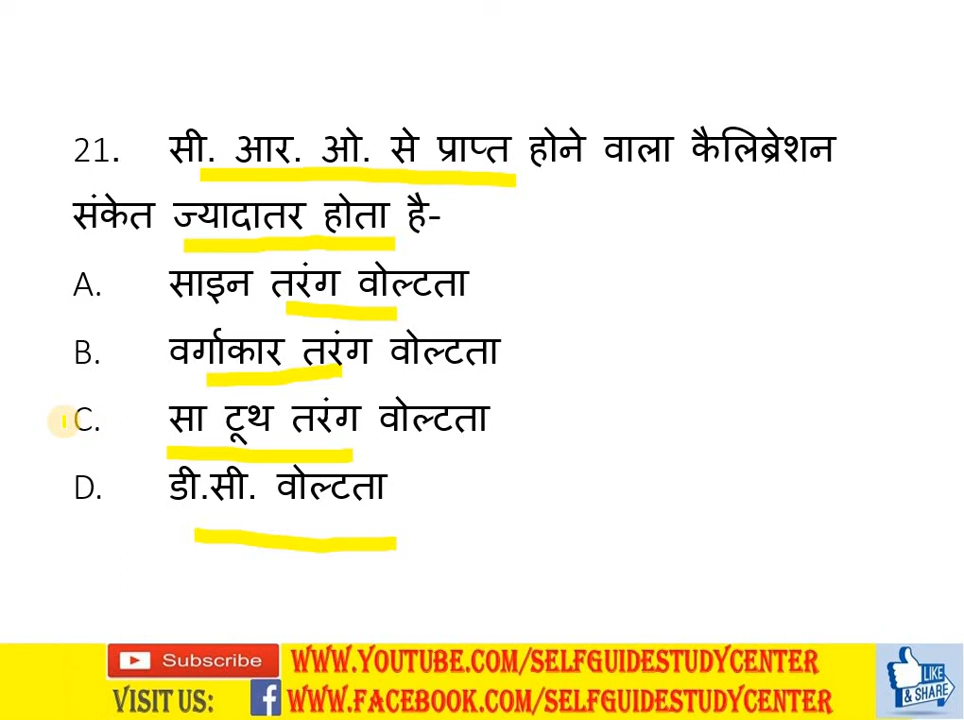 21. सी. आर. ओ. से प्राप्त होने वाला कैलिब्रेशन
संकेत ज्यादातर होता है-
A. साइन तरंग वोल्टता
B. वर्गाकार तरंग वोल्टता
C. सा टूथ तरंग वोल्टता
D. डी.सी. वोल्टता
Subscribe WWW.YOUTUBE.COM/SELFGUIDESTUDYCENTER
VISIT US: f WWW.FACEBOOK.COM/SELFGUIDESTUDYCENTER
LIKE
& SHARE